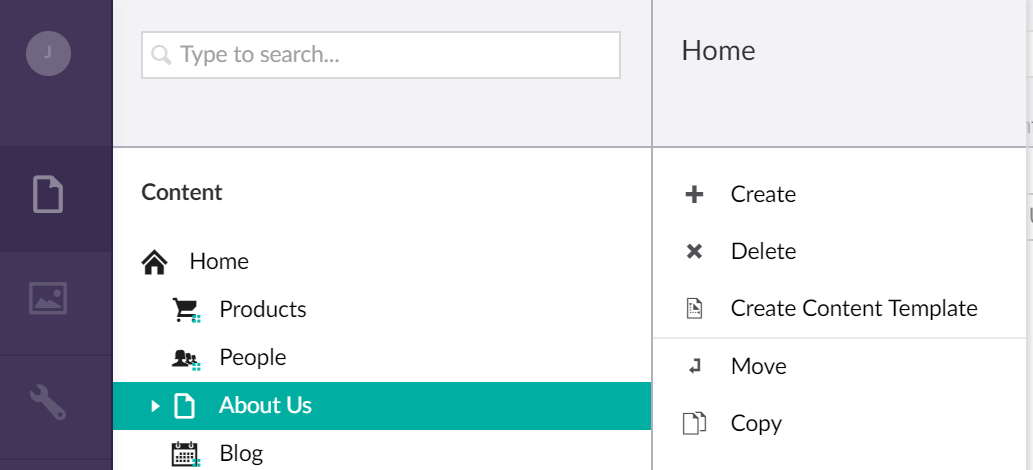 J
Type to search...
Home
Content
Home
Products
People
About Us
Blog
Create
Delete
Create Content Template
Move
Copy